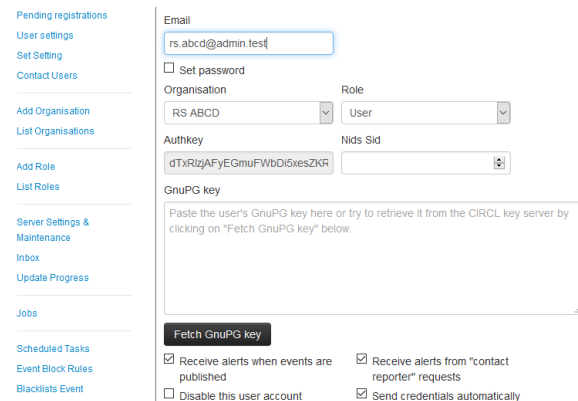 Pending registrations
User settings
Set Setting
Contact Users
Add Organisation
List Organisations
Add Role
List Roles
Server Settings &
Maintenance
Inbox
Update Progress
Jobs
Scheduled Tasks
Event Block Rules
Blacklists Event
Email
rs.abcd@admin.test
Set password
Organisation Role
RS ABCD User
Authkey Nids Sid
dTxRlzjAFyEGmuFWbDi5xesZKR
GnuPG key
Paste the user's GnuPG key here or try to retrieve it from the CIRCL key server by
clicking on "Fetch GnuPG key" below.
Fetch GnuPG key
Receive alerts when events are Receive alerts from "contact
published reporter" requests
Disable this user account Send credentials automatically